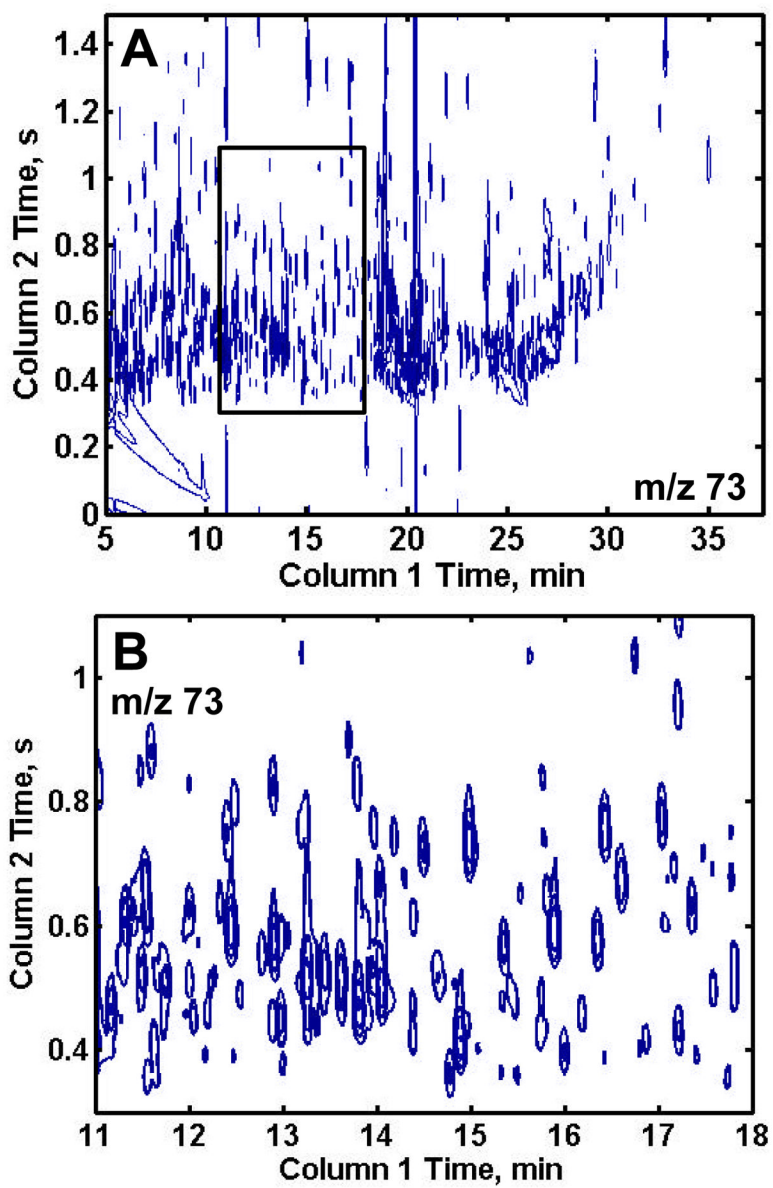 A
Column 2 Time, s
1.4
1.2
1
0.8
0.6
0.4
0.2
0
m/z 73
5 10 15 20 25 30 35
Column 1 Time, min
B
m/z 73
Column 2 Time, s
1
0.8
0.6
0.4
11 12 13 14 15 16 17 18
Column 1 Time, min